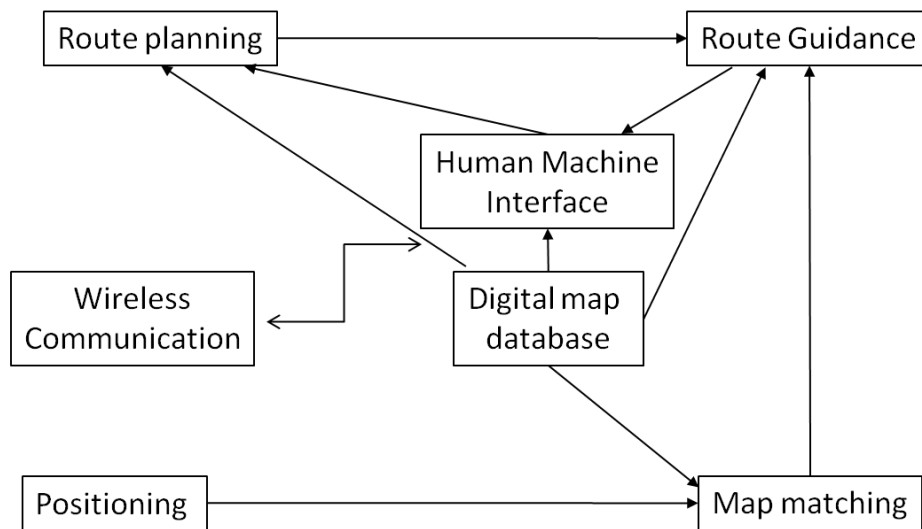 Route planning
Route Guidance
Human Machine
Interface
Wireless
Communication
Digital map
database
Positioning
Map matching